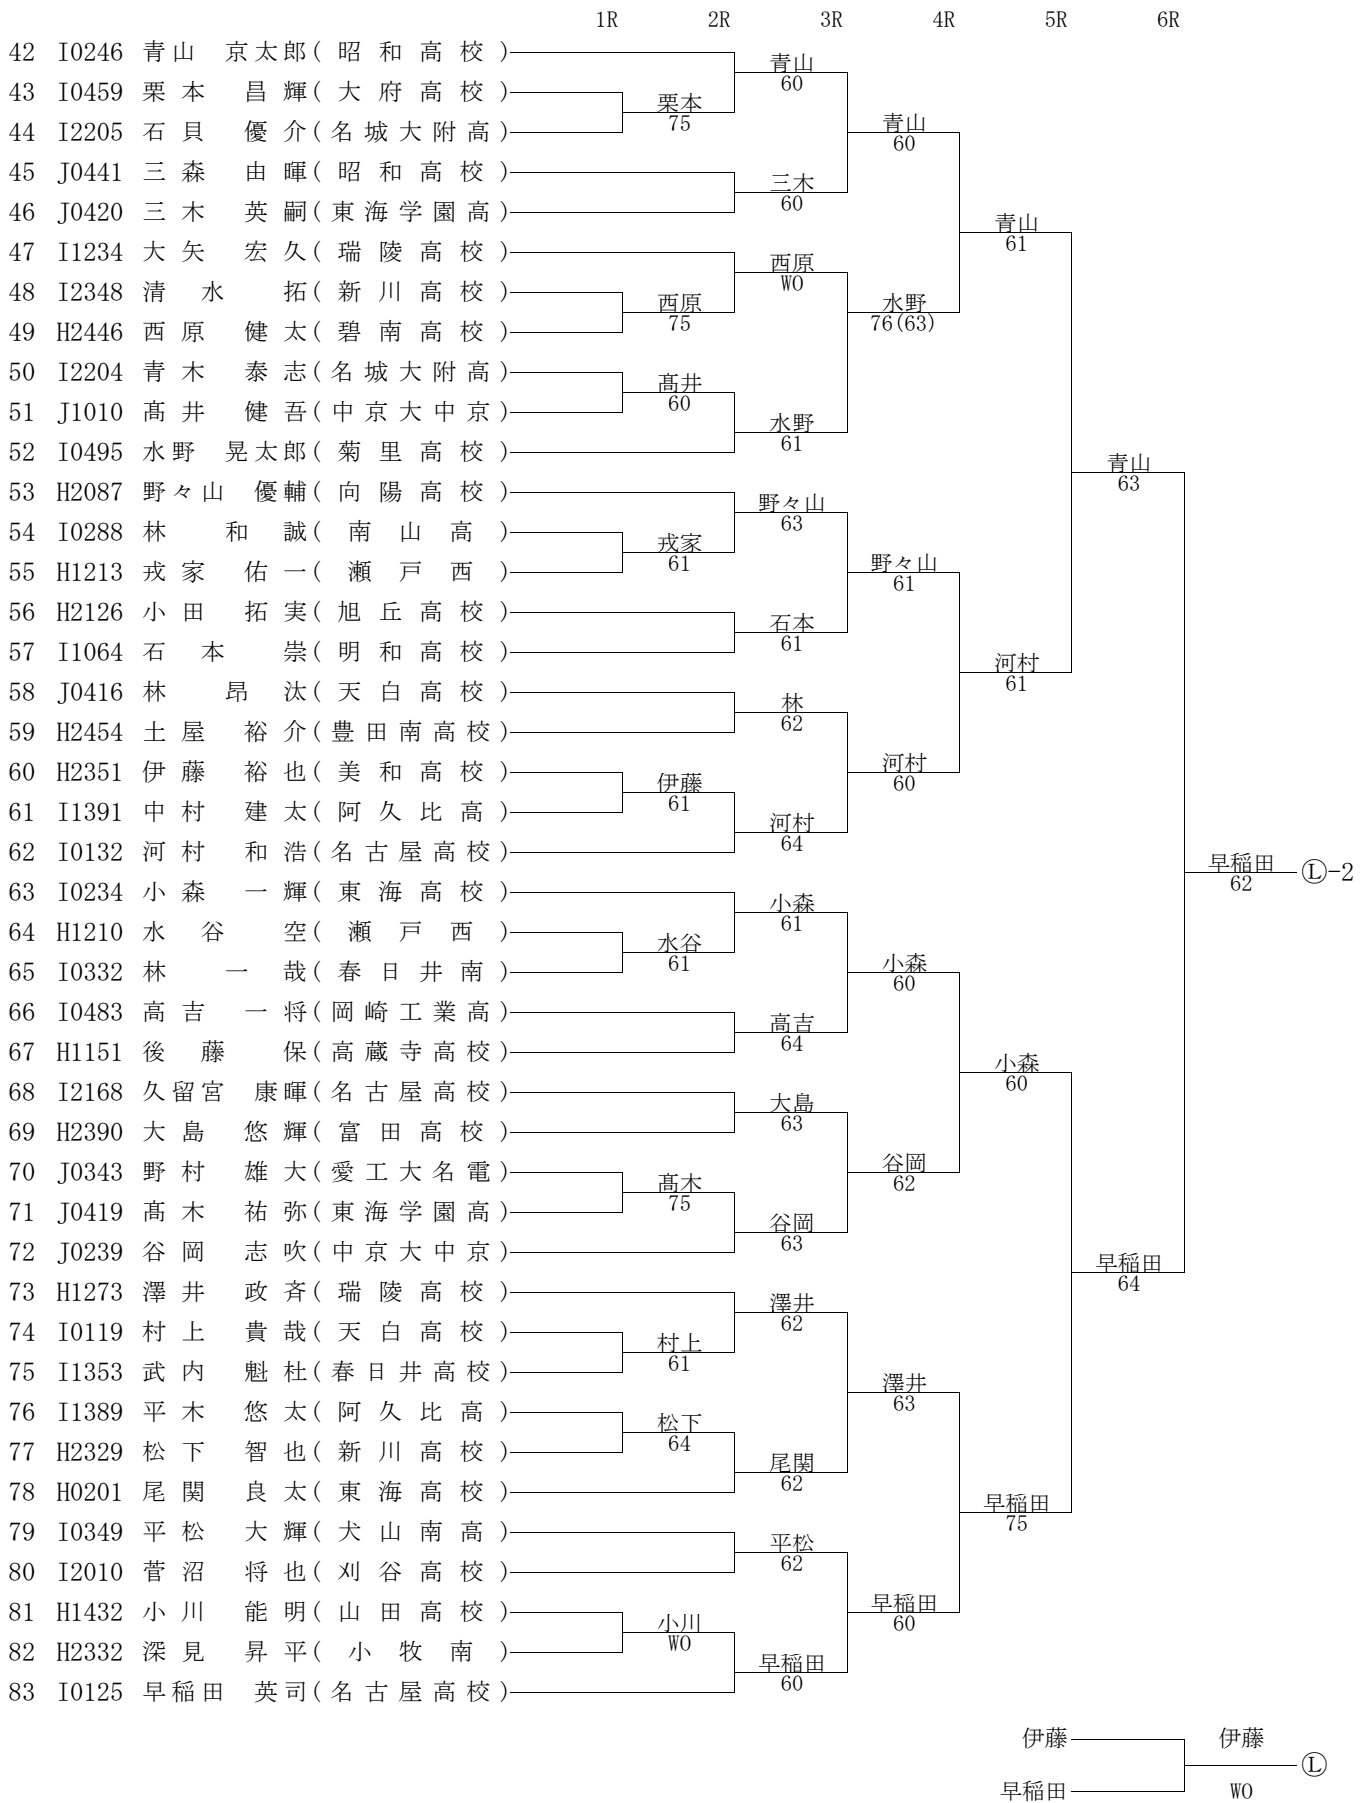 1R 2R 3R 4R 5R 6R
42 I0246 青山 京太郎(昭和高校)
青山
60
43 I0459 栗本 昌輝(大府高校)
栗本
75
44 I2205 石貝 優介(名城大附高)
青山
60
45 J0441 三森 由暉(昭和高校)
三木
60
46 J0420 三木 英嗣(東海学園高)
青山
61
47 I1234 大矢 宏久(瑞陵高校)
西原
WO
48 I2348 清水 拓(新川高校)
西原
75
水野
76(63)
49 H2446 西原 健太(碧南高校)
50 I2204 青木 泰志(名城大附高)
髙井
60
51 J1010 髙井 健吾(中京大中京)
水野
61
52 I0495 水野 晃太郎(菊里高校)
青山
63
53 H2087 野々山 優輔(向陽高校)
野々山
63
54 I0288 林 和誠(南山高)
戎家
61
55 H1213 戎家 佑一(瀬戸西)
野々山
61
56 H2126 小田 拓実(旭丘高校)
石本
61
57 I1064 石本 崇(明和高校)
河村
61
58 J0416 林 昂汰(天白高校)
林
62
59 H2454 土屋 裕介(豊田南高校)
河村
60
60 H2351 伊藤 裕也(美和高校)
伊藤
61
61 I1391 中村 建太(阿久比高)
河村
64
62 I0132 河村 和浩(名古屋高校)
早稲田
62
Ⓛ-2
63 I0234 小森 一輝(東海高校)
小森
61
64 H1210 水谷 空(瀬戸西)
水谷
61
65 I0332 林 一哉(春日井南)
小森
60
66 I0483 高吉 一将(岡崎工業高)
高吉
64
67 H1151 後藤 保(高蔵寺高校)
小森
60
68 I2168 久留宮 康暉(名古屋高校)
大島
63
69 H2390 大島 悠輝(富田高校)
谷岡
62
70 J0343 野村 雄大(愛工大名電)
髙木
75
71 J0419 髙木 祐弥(東海学園高)
谷岡
63
72 J0239 谷岡 志吹(中京大中京)
早稲田
64
73 H1273 澤井 政斉(瑞陵高校)
澤井
62
74 I0119 村上 貴哉(天白高校)
村上
61
75 I1353 武内 魁杜(春日井高校)
澤井
63
76 I1389 平木 悠太(阿久比高)
松下
64
77 H2329 松下 智也(新川高校)
尾関
62
78 H0201 尾関 良太(東海高校)
早稲田
75
79 I0349 平松 大輝(犬山南高)
平松
62
80 I2010 菅沼 将也(刈谷高校)
早稲田
60
81 H1432 小川 能明(山田高校)
小川
WO
82 H2332 深見 昇平(小牧南)
早稲田
60
83 I0125 早稲田 英司(名古屋高校)
伊藤 伊藤
Ⓛ
早稲田 WO